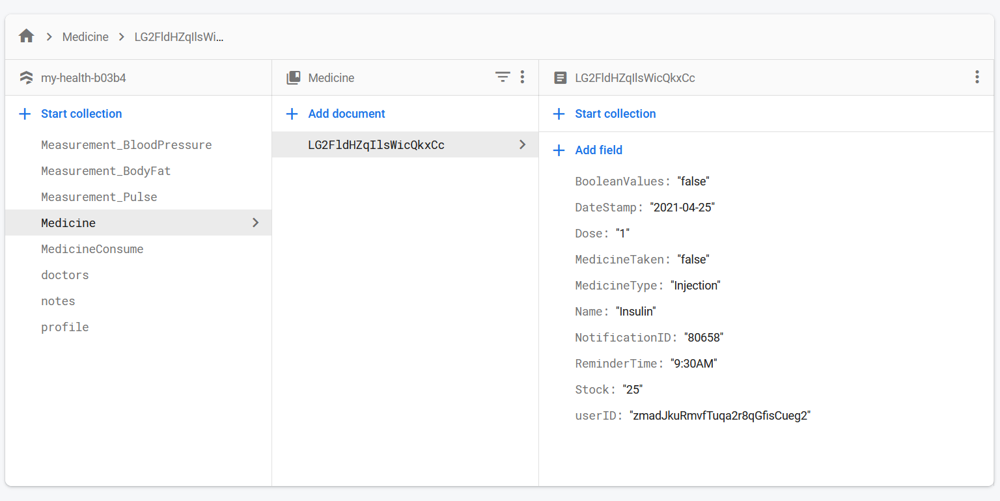 Medicine LG2FldHZqIlsWi...
my-health-b03b4
Start collection
Measurement_BloodPressure
Measurement_BodyFat
Measurement_Pulse
Medicine
MedicineConsume
doctors
notes
profile
Medicine
Add document
LG2FldHZqIlsWicQkxCc
LG2FldHZqIlsWicQkxCc
Start collection
Add field
BooleanValues: "false"
DateStamp: "2021-04-25"
Dose: "1"
MedicineTaken: "false"
MedicineType: "Injection"
Name: "Insulin"
NotificationID: "80658"
ReminderTime: "9:30AM"
Stock: "25"
userID: "zmadJkuRmvfTuqa2r8qGfisCueg2"